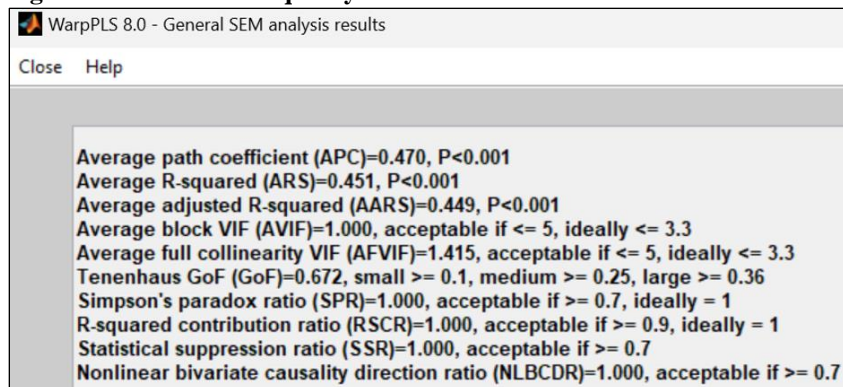 WarpPLS 8.0 - General SEM analysis results
Close Help
Average path coefficient (APC)=0.470, P<0.001
Average R-squared (ARS)=0.451, P<0.001
Average adjusted R-squared (AARS)=0.449, P<0.001
Average block VIF (AVIF)=1.000, acceptable if <= 5, ideally <= 3.3
Average full collinearity VIF (AFVIF)=1.415, acceptable if <= 5, ideally <= 3.3
Tenenhaus GoF (GoF)=0.672, small >= 0.1, medium >= 0.25, large >= 0.36
Simpson's paradox ratio (SPR)=1.000, acceptable if >= 0.7, ideally = 1
R-squared contribution ratio (RSCR)=1.000, acceptable if >= 0.9, ideally = 1
Statistical suppression ratio (SSR)=1.000, acceptable if >= 0.7
Nonlinear bivariate causality direction ratio (NLBCDR)=1.000, acceptable if >= 0.7